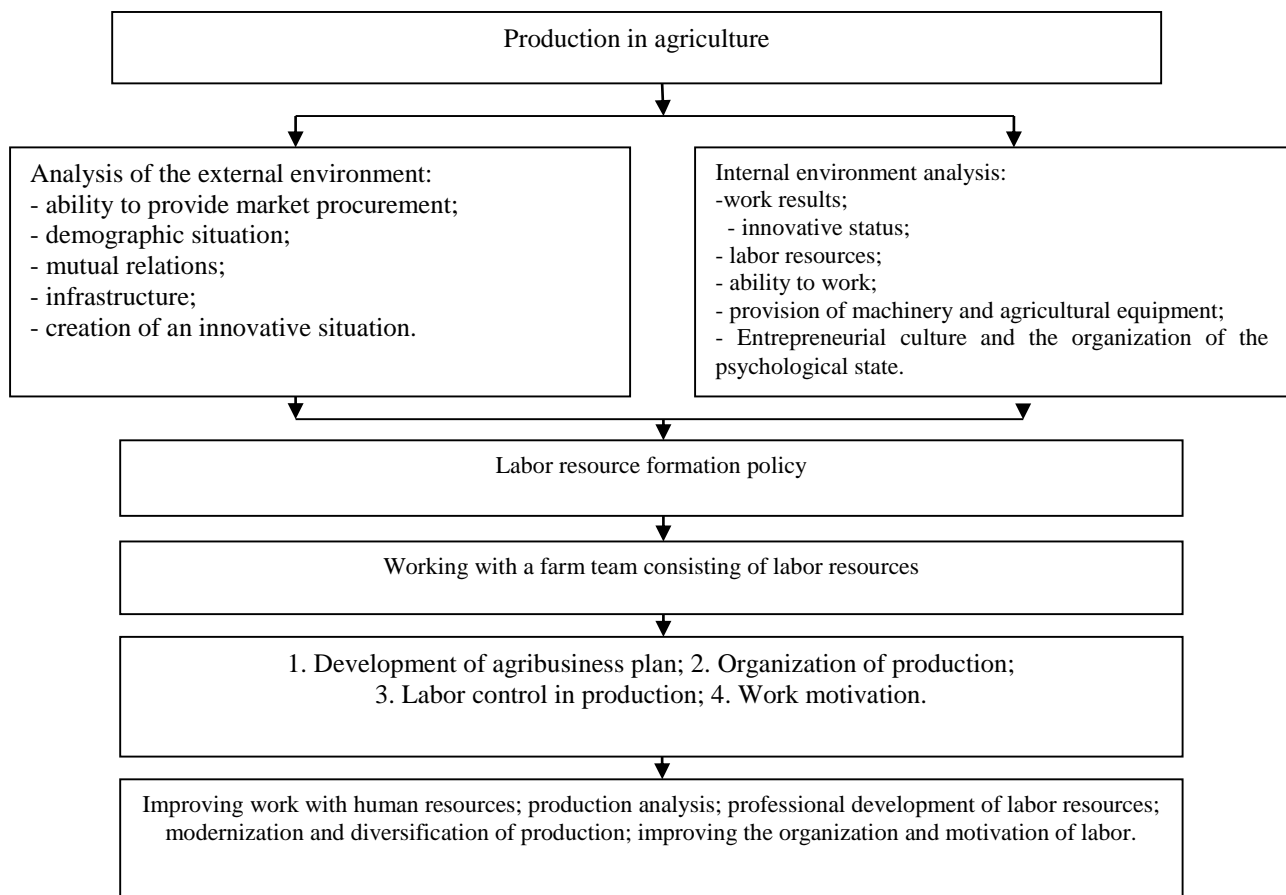 Production in agriculture
Analysis of the external environment:
- ability to provide market procurement;
- demographic situation;
- mutual relations;
- infrastructure;
- creation of an innovative situation.
Internal environment analysis:
-work results;
- innovative status;
- labor resources;
- ability to work;
- provision of machinery and agricultural equipment;
- Entrepreneurial culture and the organization of the
psychological state.
Labor resource formation policy
Working with a farm team consisting of labor resources
1. Development of agribusiness plan; 2. Organization of production;
3. Labor control in production; 4. Work motivation.
Improving work with human resources; production analysis; professional development of labor resources;
modernization and diversification of production; improving the organization and motivation of labor.